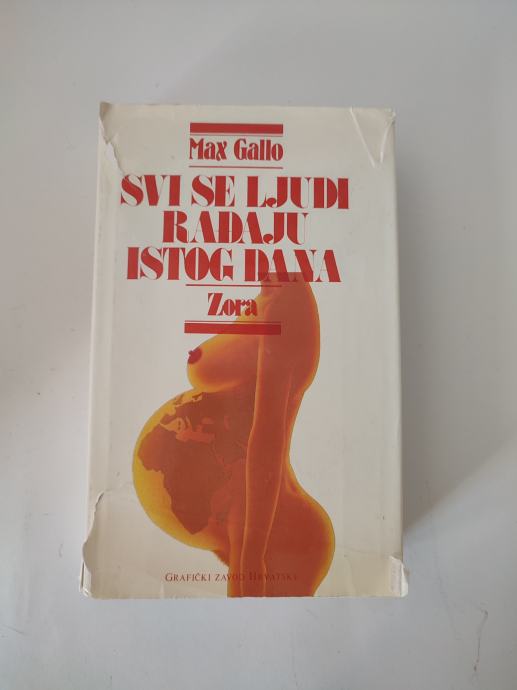 Max Gallo
SVI SE LJUDI
RAĐAJU
ISTOG DANA
Zora
GRAFIČKI ZAVOD HRVATSKE